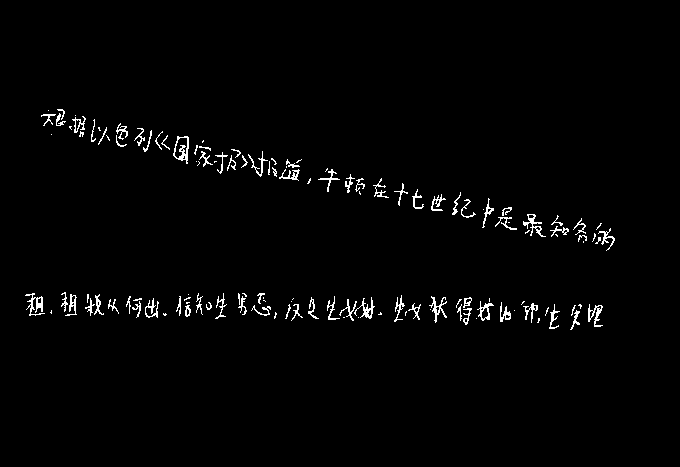 根据以色列《国家报》报道,牛顿在十七世纪中是最知名的
租,租税从何出.信知生男恶,反是生女好.生女犹得嫁比邻,生男埋